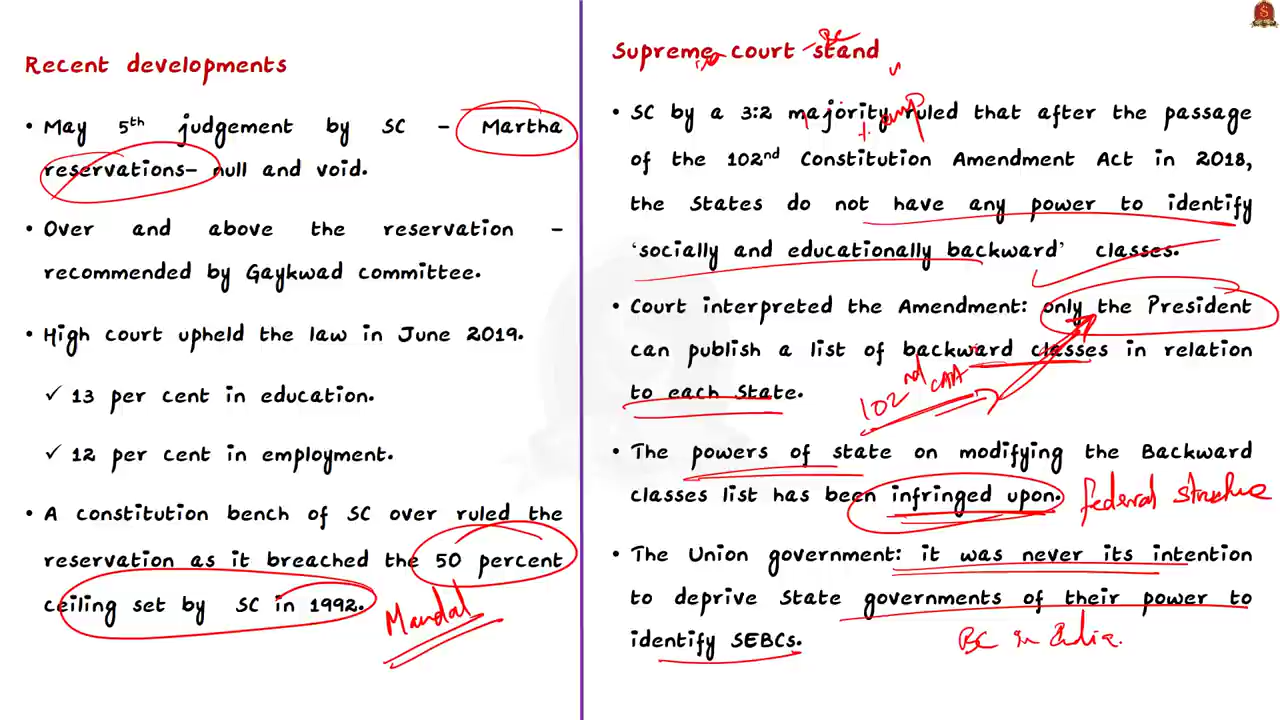 Recent developments
• May 5th judgement by SC - Martha
reservations- null and void.
• Over and above the reservation -
recommended by Gaykwad committee.
• High court upheld the law in June 2019.
✓ 13 per cent in education.
✓ 12 per cent in employment.
• A constitution bench of SC over ruled the
reservation as it breached the 50 percent
ceiling set by SC in 1992.
Mandal
Supreme court stand
• SC by a 3:2 majority ruled that after the passage
of the 102nd Constitution Amendment Act in 2018,
the States do not have any power to identify
'socially and educationally backward' classes.
• Court interpreted the Amendment: only the President
can publish a list of backward classes in relation
to each State.
102nd CAA
• The powers of state on modifying the Backward
classes list has been infringed upon.
federal structure
• The Union government: it was never its intention
to deprive State governments of their power to
identify SEBCs.
BC in India.